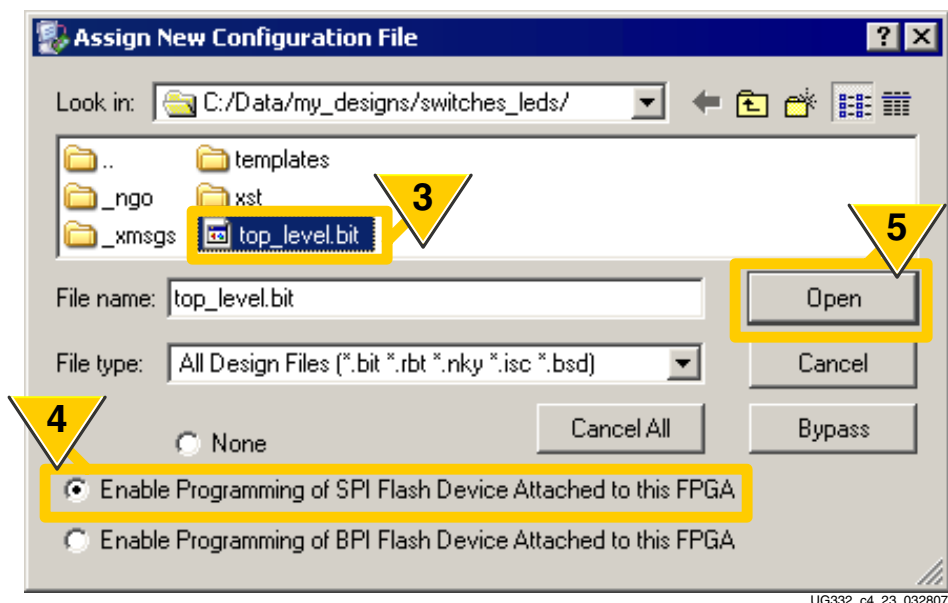 Assign New Configuration File
Look in: C:/Data/my_designs/switches_leds/
.. templates
_ngo xst 3
_xmsgs top_level.bit
5
File name: top_level.bit Open
File type: All Design Files (*.bit *.rbt *.nky *.isc *.bsd) Cancel
4
None Cancel All Bypass
Enable Programming of SPI Flash Device Attached to this FPGA
Enable Programming of BPI Flash Device Attached to this FPGA
UG332_c4_23_032807